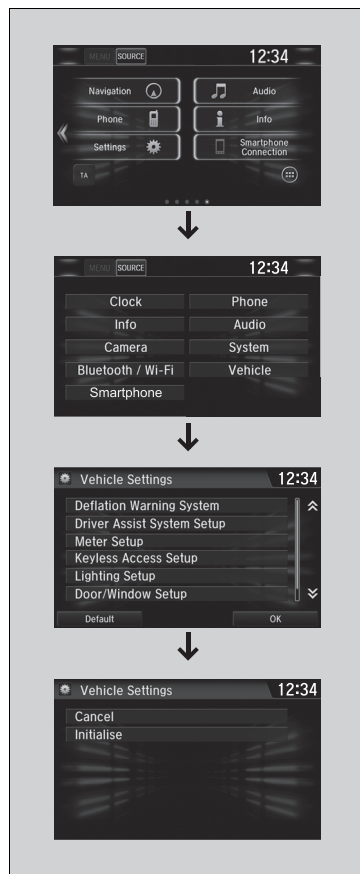 MENU SOURCE 12:34
Navigation Audio
Phone Info
Settings Smartphone
Connection
TA
MENU SOURCE 12:34
Clock Phone
Info Audio
Camera System
Bluetooth / Wi-Fi Vehicle
Smartphone
Vehicle Settings 12:34
Deflation Warning System
Driver Assist System Setup
Meter Setup
Keyless Access Setup
Lighting Setup
Door/Window Setup
Default OK
Vehicle Settings 12:34
Cancel
Initialise